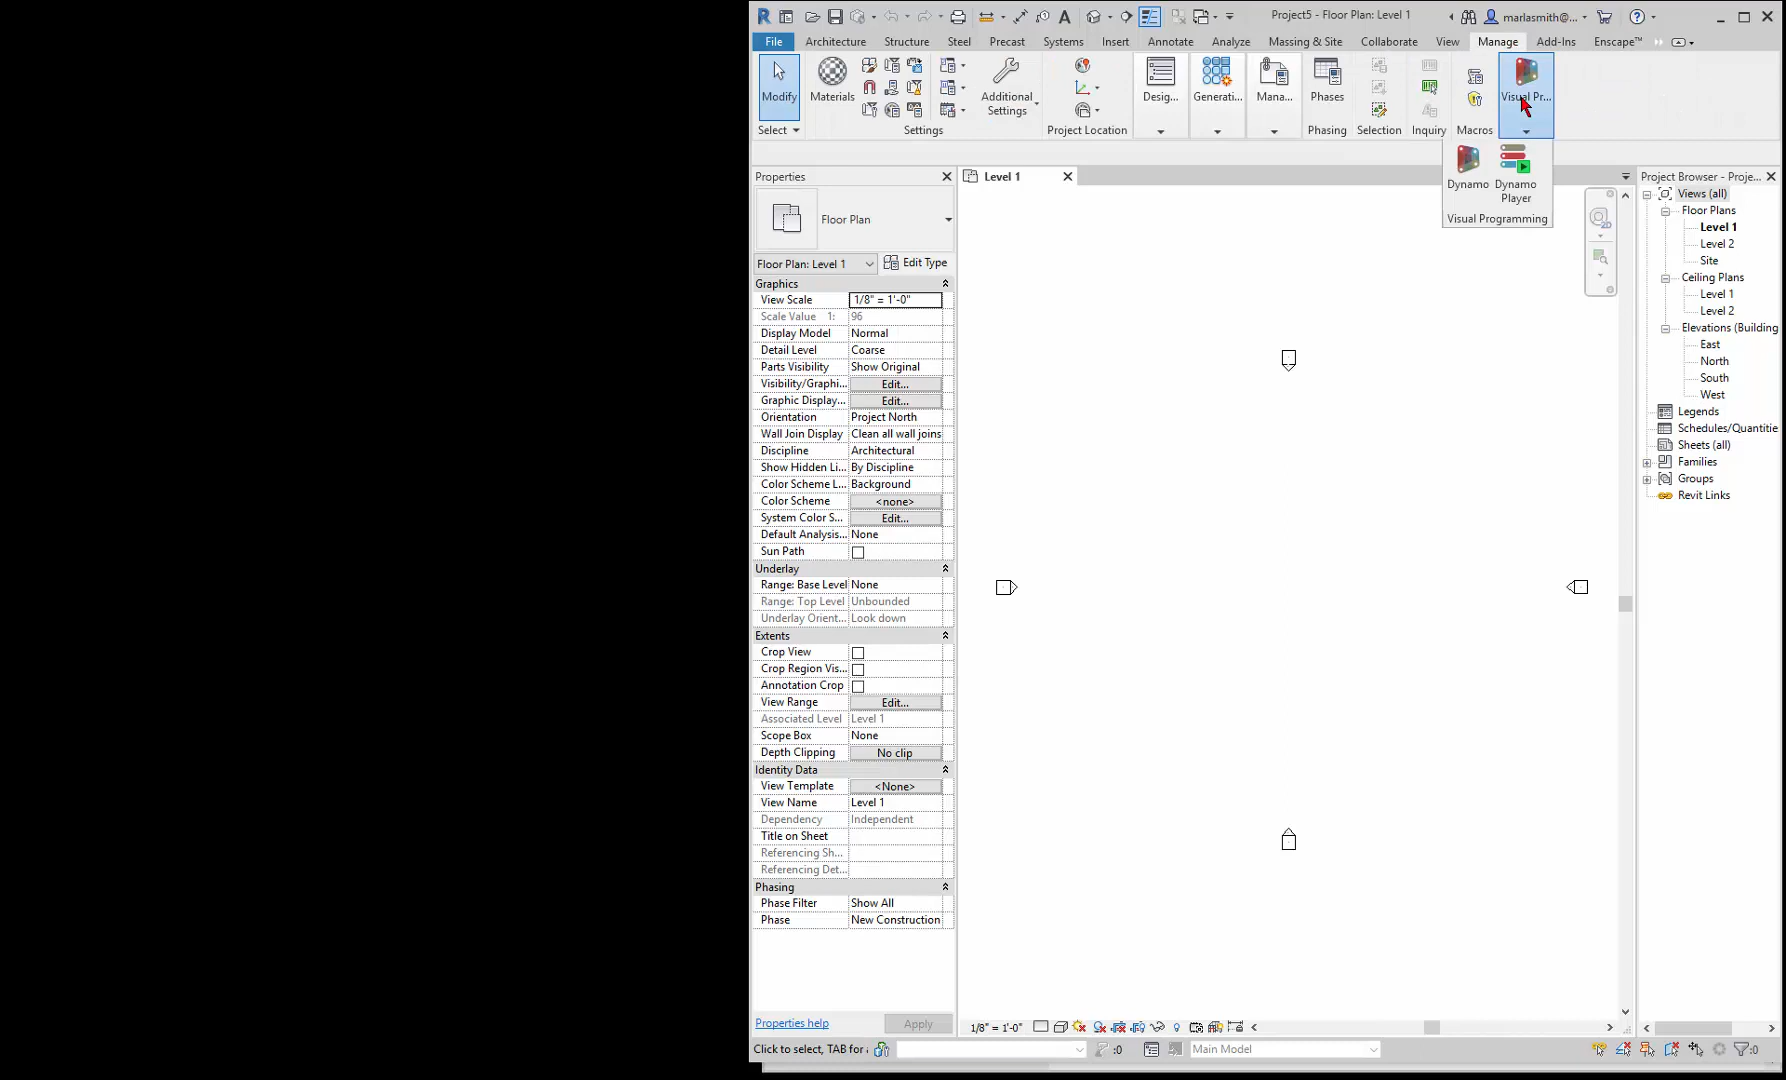 Project5 - Floor Plan: Level 1
marlasmith@...
File Architecture Structure Steel Precast Systems Insert Annotate Analyze Massing & Site Collaborate View Manage Add-Ins Enscape™
Modify Materials Additional Settings Desig... Generati... Mana... Phases Visual Pr...
Select Settings Project Location Phasing Selection Inquiry Macros
Dynamo Dynamo Player
Visual Programming
Properties
Floor Plan
Floor Plan: Level 1 Edit Type
Graphics
View Scale 1/8" = 1'-0"
Scale Value 1: 96
Display Model Normal
Detail Level Coarse
Parts Visibility Show Original
Visibility/Graphi... Edit...
Graphic Display... Edit...
Orientation Project North
Wall Join Display Clean all wall joins
Discipline Architectural
Show Hidden Li... By Discipline
Color Scheme L... Background
Color Scheme <none>
System Color S... Edit...
Default Analysis... None
Sun Path
Underlay
Range: Base Level None
Range: Top Level Unbounded
Underlay Orient... Look down
Extents
Crop View
Crop Region Vis...
Annotation Crop
View Range Edit...
Associated Level Level 1
Scope Box None
Depth Clipping No clip
Identity Data
View Template <None>
View Name Level 1
Dependency Independent
Title on Sheet
Referencing Sh...
Referencing Det...
Phasing
Phase Filter Show All
Phase New Construction
Properties help Apply
Level 1
2D
Project Browser - Proje...
Views (all)
Floor Plans
Level 1
Level 2
Site
Ceiling Plans
Level 1
Level 2
Elevations (Building
East
North
South
West
Legends
Schedules/Quantitie
Sheets (all)
Families
Groups
Revit Links
1/8" = 1'-0"
Click to select, TAB for a :0 Main Model :0